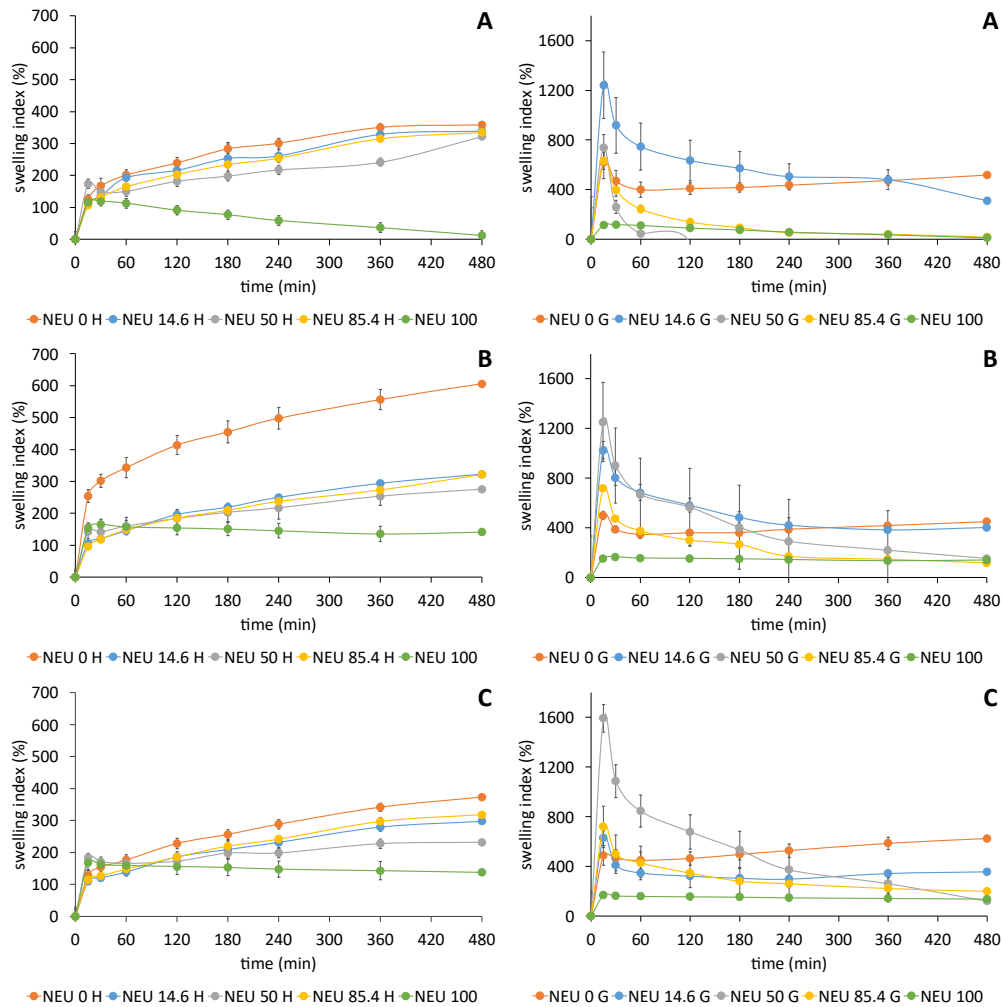 A
700
600
500
400
300
200
100
0
swelling index (%)
0 60 120 180 240 300 360 420 480
time (min)
NEU 0 H NEU 14.6 H NEU 50 H NEU 85.4 H NEU 100
A
1600
1200
800
400
0
swelling index (%)
0 60 120 180 240 300 360 420 480
time (min)
NEU 0 G NEU 14.6 G NEU 50 G NEU 85.4 G NEU 100
B
700
600
500
400
300
200
100
0
swelling index (%)
0 60 120 180 240 300 360 420 480
time (min)
NEU 0 H NEU 14.6 H NEU 50 H NEU 85.4 H NEU 100
B
1600
1200
800
400
0
swelling index (%)
0 60 120 180 240 300 360 420 480
time (min)
NEU 0 G NEU 14.6 G NEU 50 G NEU 85.4 G NEU 100
C
700
600
500
400
300
200
100
0
swelling index (%)
0 60 120 180 240 300 360 420 480
time (min)
NEU 0 H NEU 14.6 H NEU 50 H NEU 85.4 H NEU 100
C
1600
1200
800
400
0
swelling index (%)
0 60 120 180 240 300 360 420 480
time (min)
NEU 0 G NEU 14.6 G NEU 50 G NEU 85.4 G NEU 100